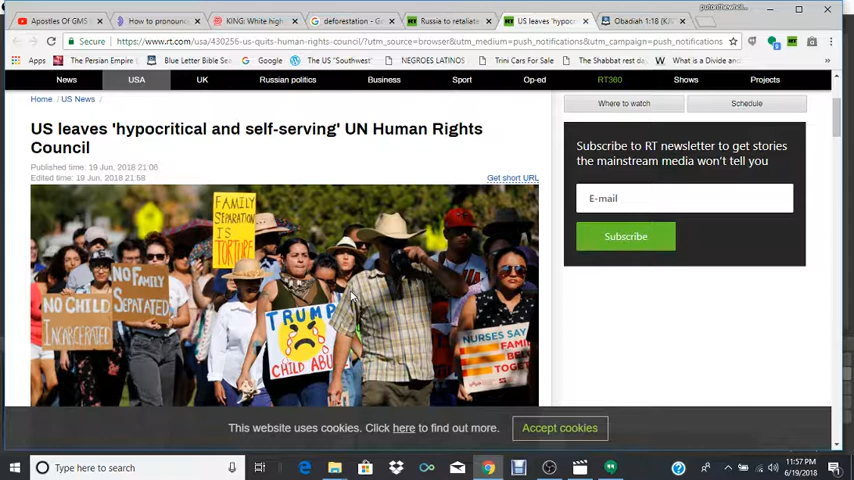 Apostles Of GMS
How to pronounc
KING: White high
deforestation - Go
Russia to retaliate
US leaves 'hypocr
Obadiah 1:18 (KJV
Secure
https://www.rt.com/usa/430256-us-quits-human-rights-council/?utm_source=browser&utm_medium=push_notifications&utm_campaign=push_notifications
Apps
The Persian Empire
Blue Letter Bible Sea
Google
The US "Southwest"
NEGROES LATINOS
Trini Cars For Sale
The Shabbat rest da
What is a Divide and
News
USA
UK
Russian politics
Business
Sport
Op-ed
RT360
Shows
Projects
Home / US News /
Where to watch
Schedule
US leaves 'hypocritical and self-serving' UN Human Rights
Council
Published time: 19 Jun, 2018 21:06
Edited time: 19 Jun, 2018 21:58
Get short URL
Subscribe to RT newsletter to get stories
the mainstream media won't tell you
E-mail
Subscribe
FAMILY
SEPARATION
IS
TORTURE
NO FAMILY
SEPATATED
NO CHILD
INCARCERATED
TRUMP
CHILD ABU
NURSES SAY
FAMI
BEL
TOGET
This website uses cookies. Click here to find out more.
Accept cookies
Type here to search
11:57 PM
6/19/2018